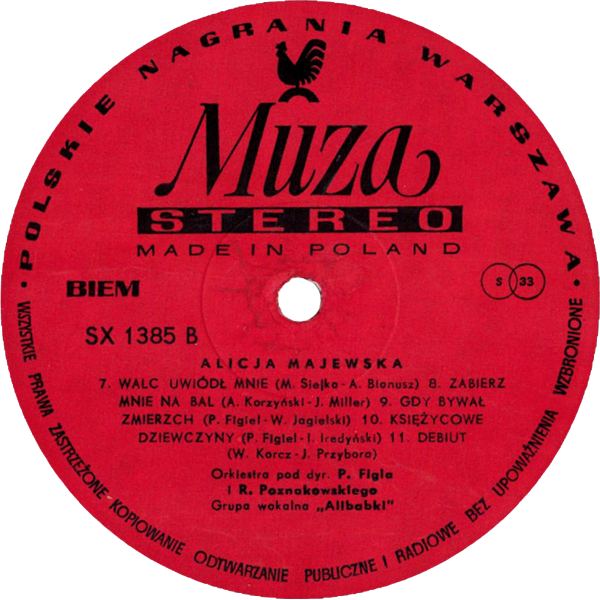 • POLSKIE NAGRANIA WARSZAWA •
Muza
STEREO
MADE IN POLAND
BIEM
S 33
SX 1385 B
ALICJA MAJEWSKA
7. WALC UWIÓDŁ MNIE (M. Siejka - A. Bianusz) 8. ZABIERZ
MNIE NA BAL (A. Korzyński - J. Miller) 9. GDY BYWAŁ
ZMIERZCH (P. Figiel - W. Jagielski) 10. KSIĘŻYCOWE
DZIEWCZYNY (P. Figiel - I. Iredyński) 11. DEBIUT
(W. Korcz - J. Przybora)
Orkiestra pod dyr. P. Figla
i R. Poznakowskiego
Grupa wokalna „Alibabki"
WSZYSTKIE PRAWA ZASTRZEŻONE - KOPIOWANIE ODTWARZANIE PUBLICZNE I RADIOWE BEZ UPOWAŻNIENIA WZBRONIONE